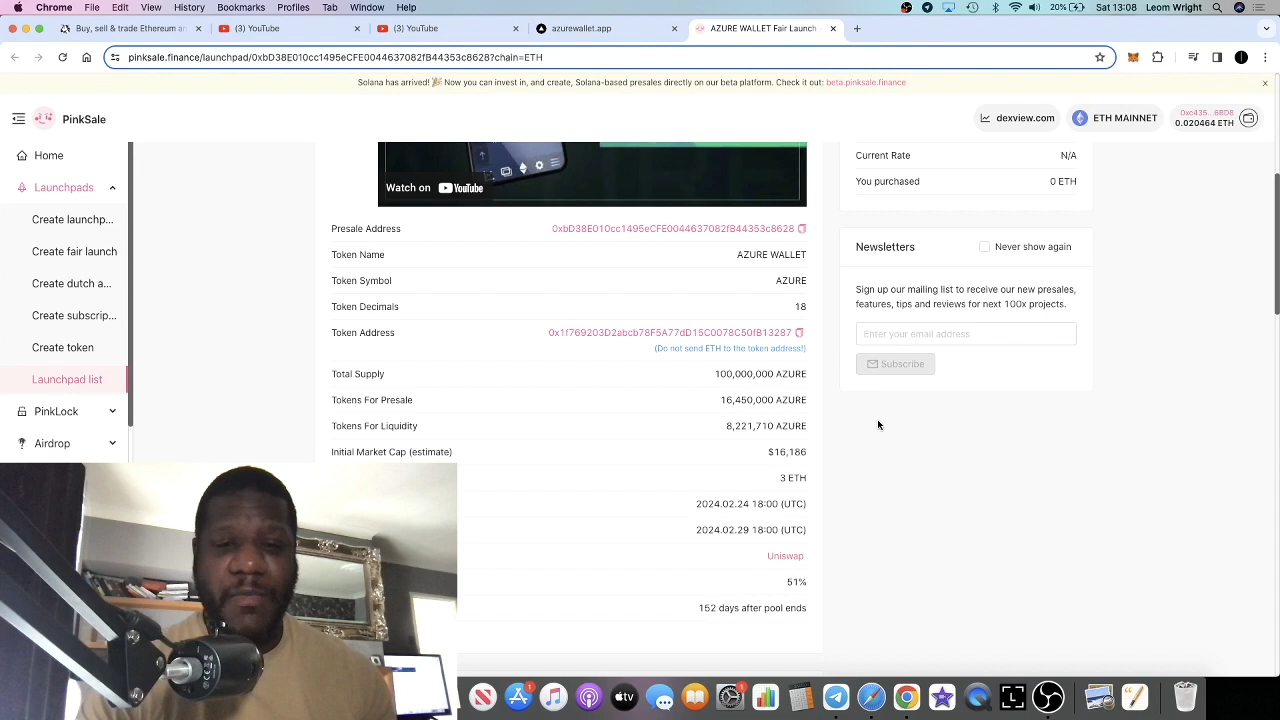 Chrome File Edit View History Bookmarks Profiles Tab Window Help 20% Sat 13:08 Leom Wright
Buy, sell & trade Ethereum an (3) YouTube (3) YouTube azurewallet.app AZURE WALLET Fair Launch
pinksale.finance/launchpad/0xbD38E010cc1495eCFE0044637082fB44353c8628?chain=ETH
Solana has arrived! 🎉 Now you can invest in, and create, Solana-based presales directly on our beta platform. Check it out: beta.pinksale.finance
PinkSale dexview.com ETH MAINNET 0xc435...6BD8
0.020464 ETH
Home
Launchpads
Create launchp...
Create fair launch
Create dutch a...
Create subscrip...
Create token
Launchpad list
PinkLock
Airdrop
Watch on YouTube
Presale Address 0xbD38E010cc1495eCFE0044637082fB44353c8628
Token Name AZURE WALLET
Token Symbol AZURE
Token Decimals 18
Token Address 0x1f769203D2abcb78F5A77dD15C0078C50fB13287
(Do not send ETH to the token address!)
Total Supply 100,000,000 AZURE
Tokens For Presale 16,450,000 AZURE
Tokens For Liquidity 8,221,710 AZURE
Initial Market Cap (estimate) $16,186
3 ETH
2024.02.24 18:00 (UTC)
2024.02.29 18:00 (UTC)
Uniswap
51%
152 days after pool ends
Current Rate N/A
You purchased 0 ETH
Newsletters Never show again
Sign up our mailing list to receive our new presales,
features, tips and reviews for next 100x projects.
Enter your email address
Subscribe